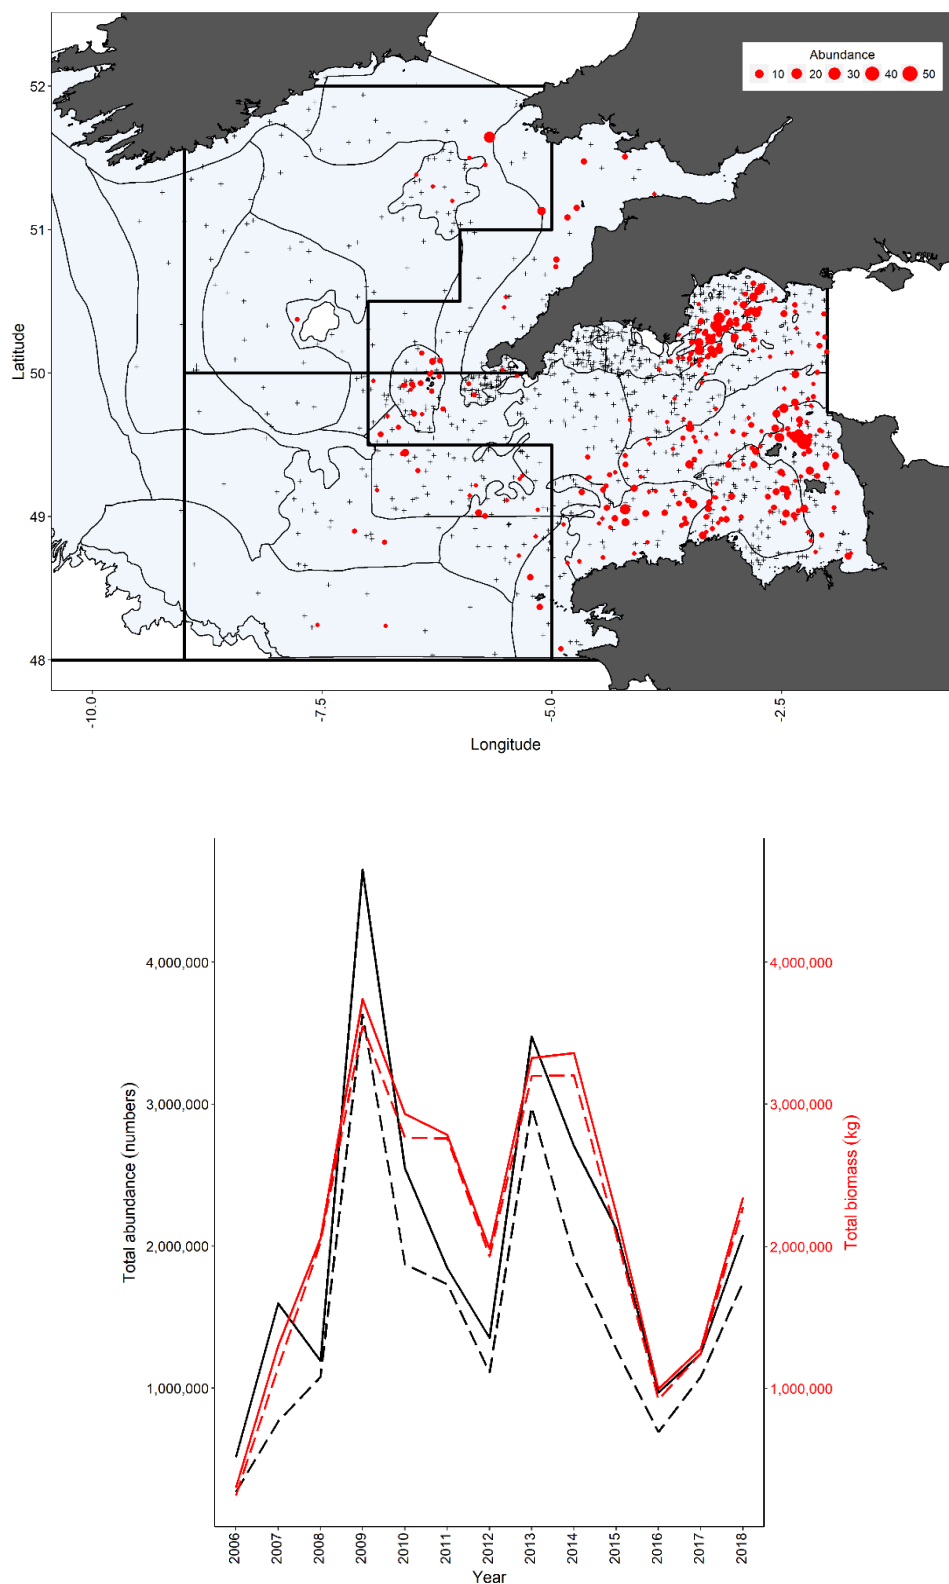 Abundance
10 20 30 40 50
52
51
50
49
48
Latitude
-10.0 -7.5 -5.0 -2.5
Longitude
4,000,000 4,000,000
3,000,000 3,000,000
2,000,000 2,000,000
1,000,000 1,000,000
Total abundance (numbers)
Total biomass (kg)
2006 2007 2008 2009 2010 2011 2012 2013 2014 2015 2016 2017 2018
Year